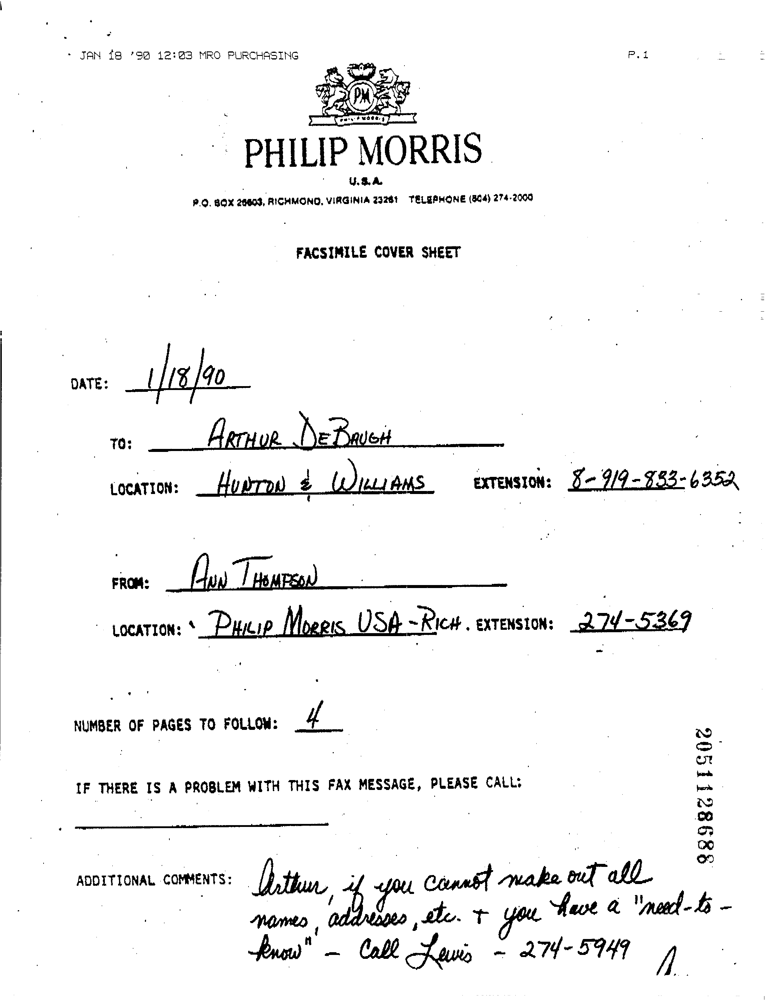 JAN 18 '90 12:03 MRO PURCHASING P.1
PM
PHILIP MORRIS
PHILIP MORRIS
U.S.A.
P.O. BOX 26603, RICHMOND, VIRGINIA 23261 TELEPHONE (804) 274-2000
FACSIMILE COVER SHEET
DATE: 1/18/90
TO: ARTHUR DEBAUGH
LOCATION: HUNTON & WILLIAMS EXTENSION: 8-919-833-6352
FROM: ANN THOMPSON
LOCATION: PHILIP MORRIS USA-RICH. EXTENSION: 274-5369
NUMBER OF PAGES TO FOLLOW: 4
IF THERE IS A PROBLEM WITH THIS FAX MESSAGE, PLEASE CALL:
ADDITIONAL COMMENTS: Arthur, if you cannot make out all
names, addresses, etc. + you have a "need-to-
know" - Call Lewis - 274-5949
2051128688